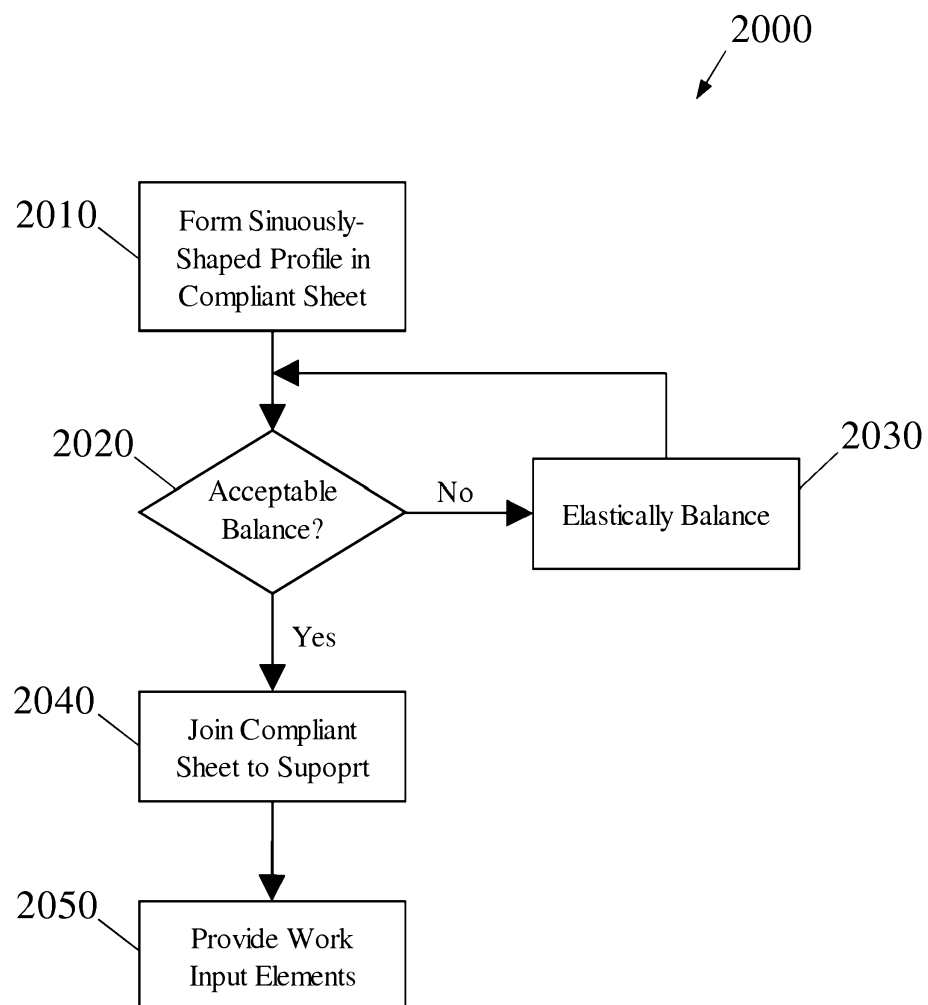 2000
2010
Form Sinuously-
Shaped Profile in
Compliant Sheet
2020
Acceptable
Balance?
No
2030
Elastically Balance
Yes
2040
Join Compliant
Sheet to Supoprt
2050
Provide Work
Input Elements